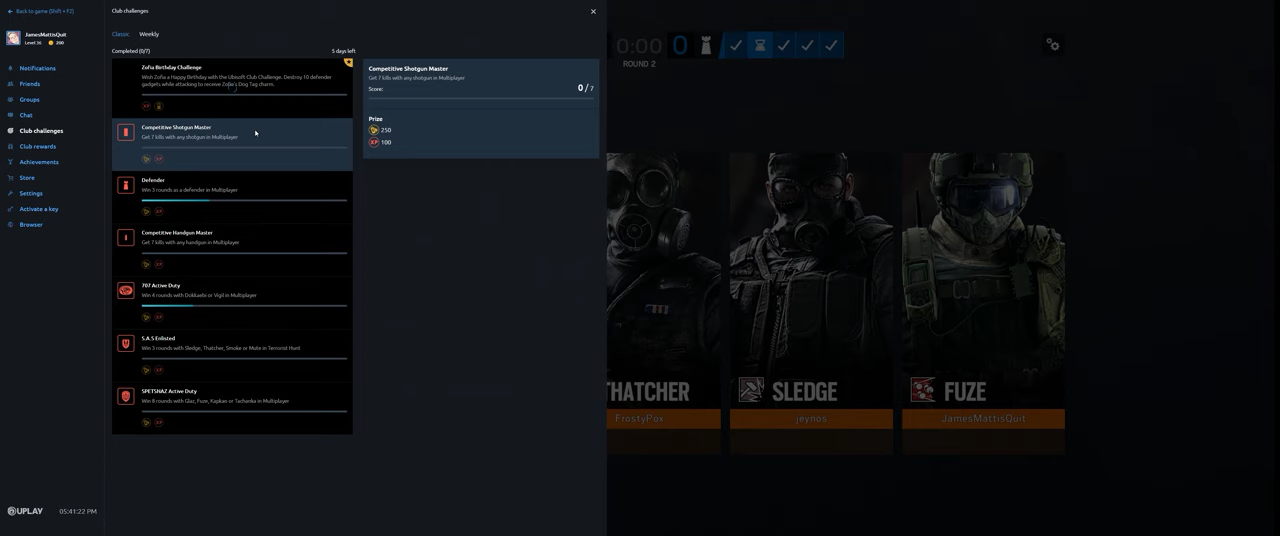 Back to game (Shift + F2)
JamesMattisQuit
Level 36 200
Notifications
Friends
Groups
Chat
Club challenges
Club rewards
Achievements
Store
Settings
Activate a key
Browser
UPLAY 05:41:22 PM
Club challenges
Classic Weekly
Completed (0/7) 5 days left
Zofia Birthday Challenge
Wish Zofia a Happy Birthday with the Ubisoft Club Challenge. Destroy 10 defender
gadgets while attacking to receive Zofia's Dog Tag charm.
XP
Competitive Shotgun Master
Get 7 kills with any shotgun in Multiplayer
XP
Defender
Win 3 rounds as a defender in Multiplayer
XP
Competitive Handgun Master
Get 7 kills with any handgun in Multiplayer
XP
707 Active Duty
Win 4 rounds with Dokkaebi or Vigil in Multiplayer
XP
S.A.S Enlisted
Win 3 rounds with Sledge, Thatcher, Smoke or Mute in Terrorist Hunt
XP
SPETSNAZ Active Duty
Win 8 rounds with Glaz, Fuze, Kapkan or Tachanka in Multiplayer
XP
Competitive Shotgun Master
Get 7 kills with any shotgun in Multiplayer
Score: 0 / 7
Prize
250
XP 100
0:00 0
ROUND 2
THATCHER
FrostyPox
SLEDGE
jeynos
FUZE
JamesMattisQuit